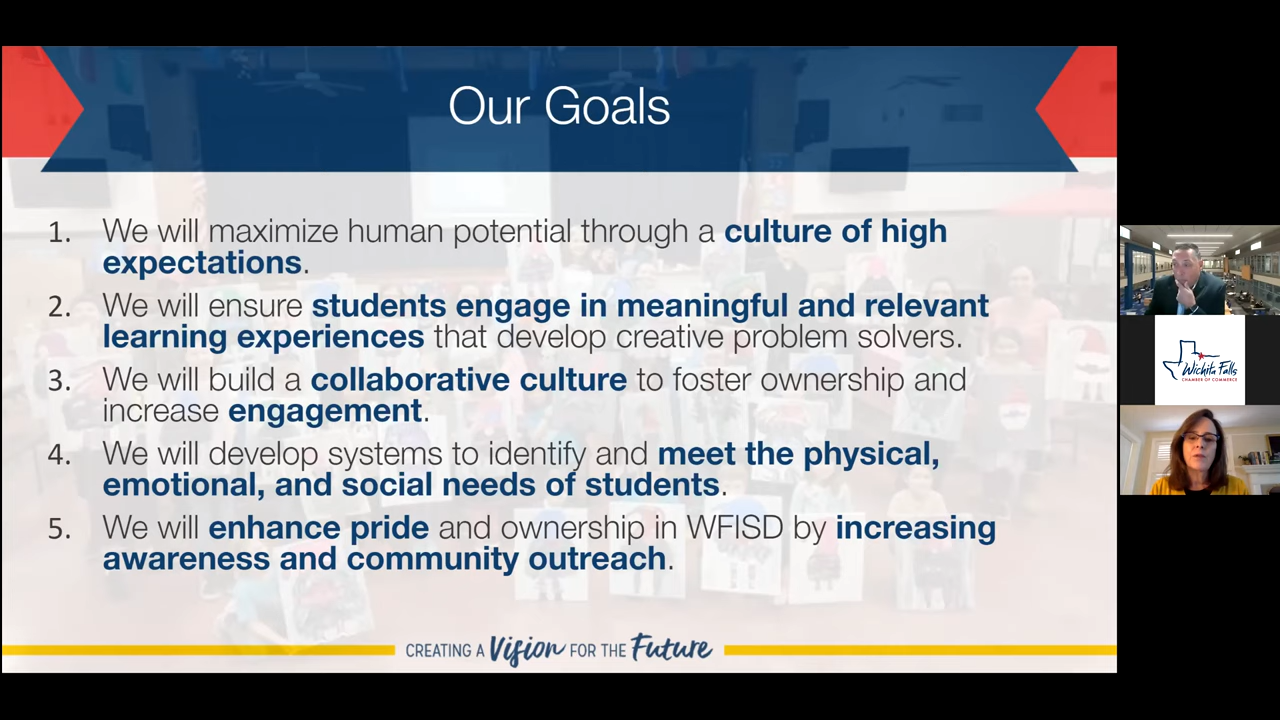 Our Goals
1. We will maximize human potential through a culture of high
expectations.
2. We will ensure students engage in meaningful and relevant
learning experiences that develop creative problem solvers.
3. We will build a collaborative culture to foster ownership and
increase engagement.
4. We will develop systems to identify and meet the physical,
emotional, and social needs of students.
5. We will enhance pride and ownership in WFISD by increasing
awareness and community outreach.
CREATING A Vision FOR THE Future
Wichita Falls
CHAMBER OF COMMERCE